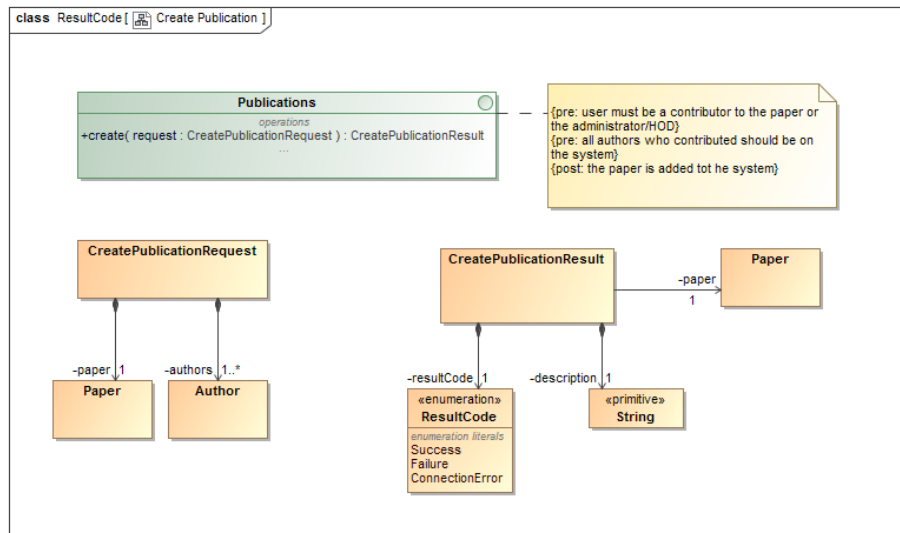 class ResultCode [ Create Publication ]
Publications
operations
+create( request : CreatePublicationRequest ) : CreatePublicationResult
...
{pre: user must be a contributor to the paper or
the administrator/HOD}
{pre: all authors who contributed should be on
the system}
{post: the paper is added tot he system}
CreatePublicationRequest
-paper 1
-authors 1..*
Paper
Author
CreatePublicationResult
-paper
1
Paper
-resultCode 1
-description 1
«enumeration»
ResultCode
enumeration literals
Success
Failure
ConnectionError
«primitive»
String